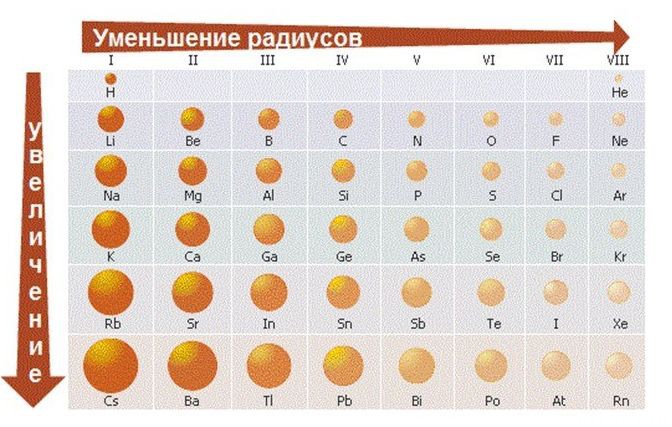 Уменьшение радиусов
I II III IV V VI VII VIII
увеличение
H He
Li Be B C N O F Ne
Na Mg Al Si P S Cl Ar
K Ca Ga Ge As Se Br Kr
Rb Sr In Sn Sb Te I Xe
Cs Ba Tl Pb Bi Po At Rn